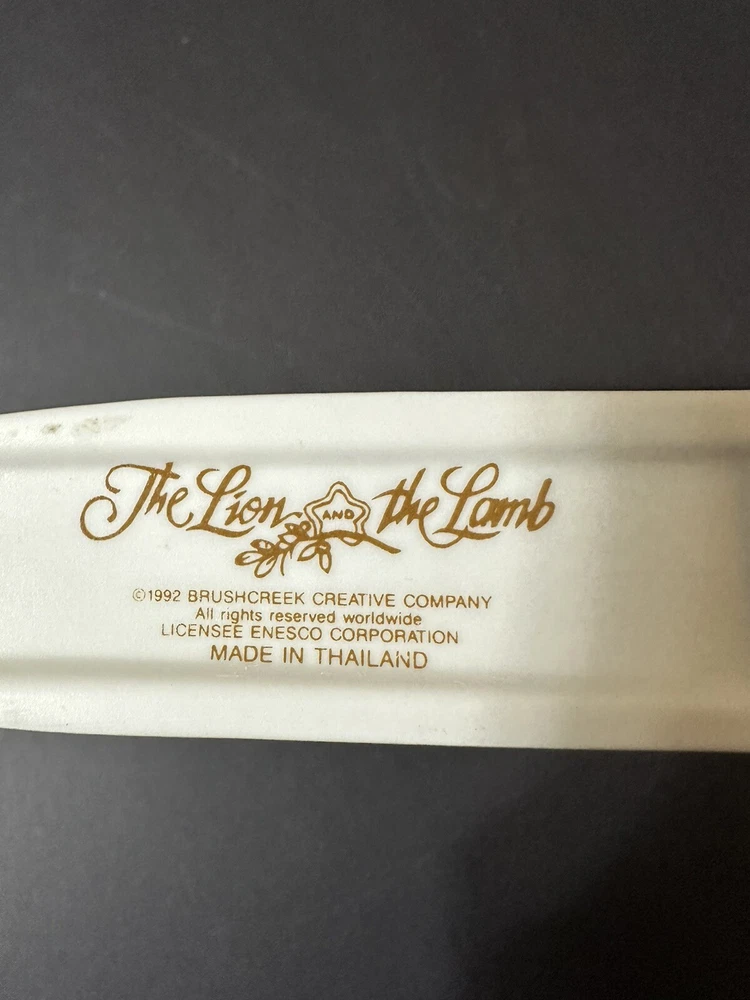 The Lion AND the Lamb
©1992 BRUSHCREEK CREATIVE COMPANY
All rights reserved worldwide
LICENSEE ENESCO CORPORATION
MADE IN THAILAND